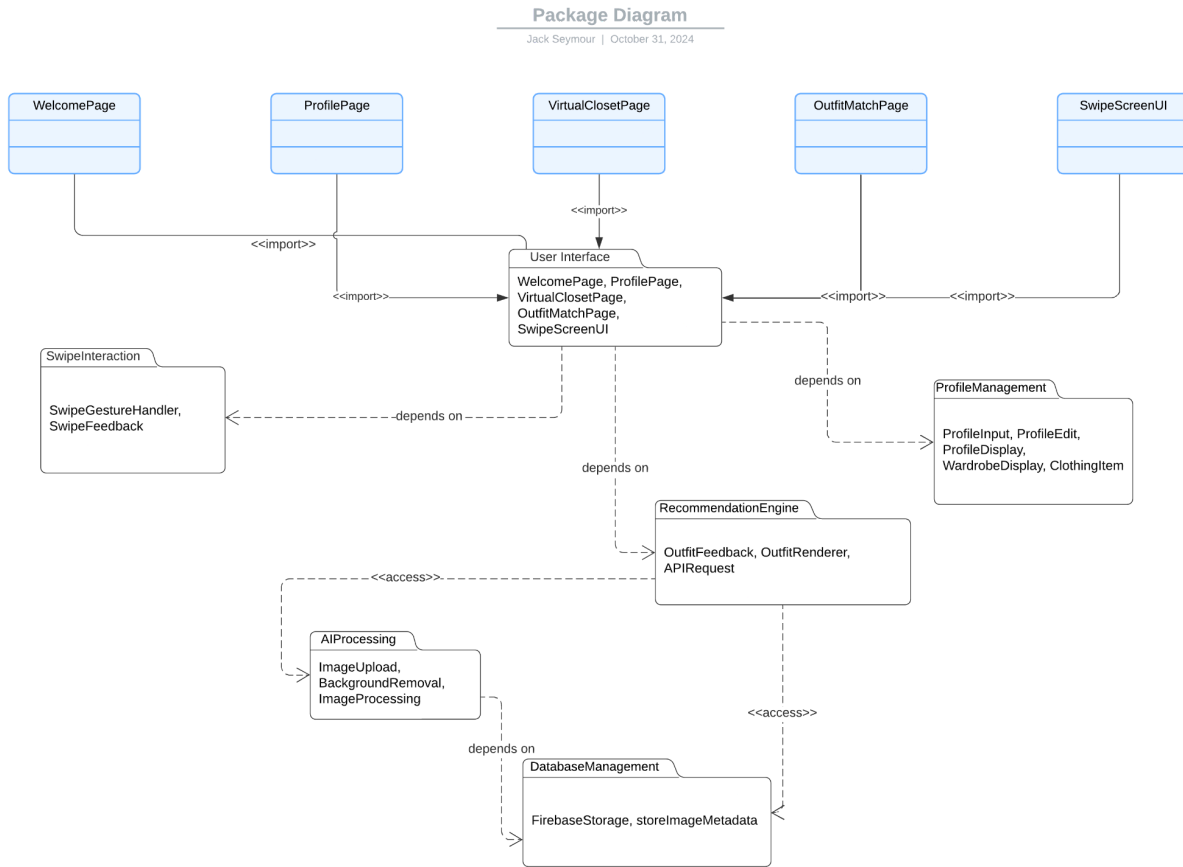 Package Diagram
Jack Seymour | October 31, 2024
WelcomePage
ProfilePage
VirtualClosetPage
OutfitMatchPage
SwipeScreenUI
<<import>>
<<import>>
User Interface
WelcomePage, ProfilePage,
VirtualClosetPage,
OutfitMatchPage,
SwipeScreenUI
<<import>>
<<import>>
<<import>>
SwipeInteraction
SwipeGestureHandler,
SwipeFeedback
depends on
depends on
ProfileManagement
ProfileInput, ProfileEdit,
ProfileDisplay,
WardrobeDisplay, ClothingItem
depends on
RecommendationEngine
OutfitFeedback, OutfitRenderer,
APIRequest
<<access>>
AIProcessing
ImageUpload,
BackgroundRemoval,
ImageProcessing
<<access>>
depends on
DatabaseManagement
FirebaseStorage, storeImageMetadata